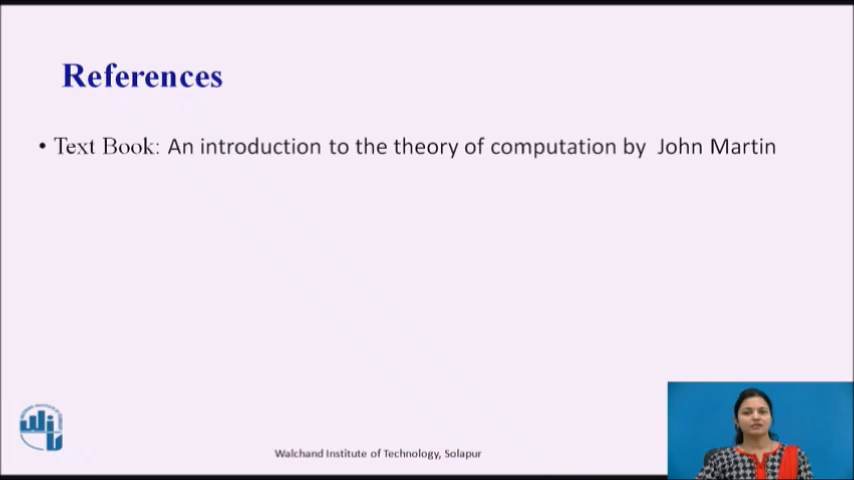 References
• Text Book: An introduction to the theory of computation by John Martin
Walchand Institute of Technology, Solapur